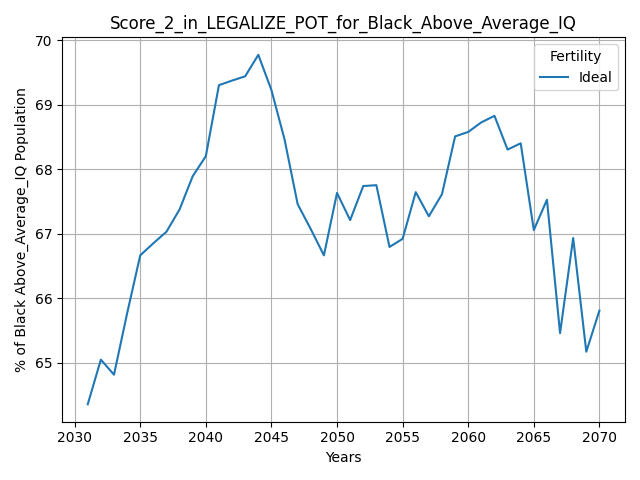 Score_2_in_LEGALIZE_POT_for_Black_Above_Average_IQ
Fertility
Ideal
% of Black Above_Average_IQ Population
70
69
68
67
66
65
2030 2035 2040 2045 2050 2055 2060 2065 2070
Years